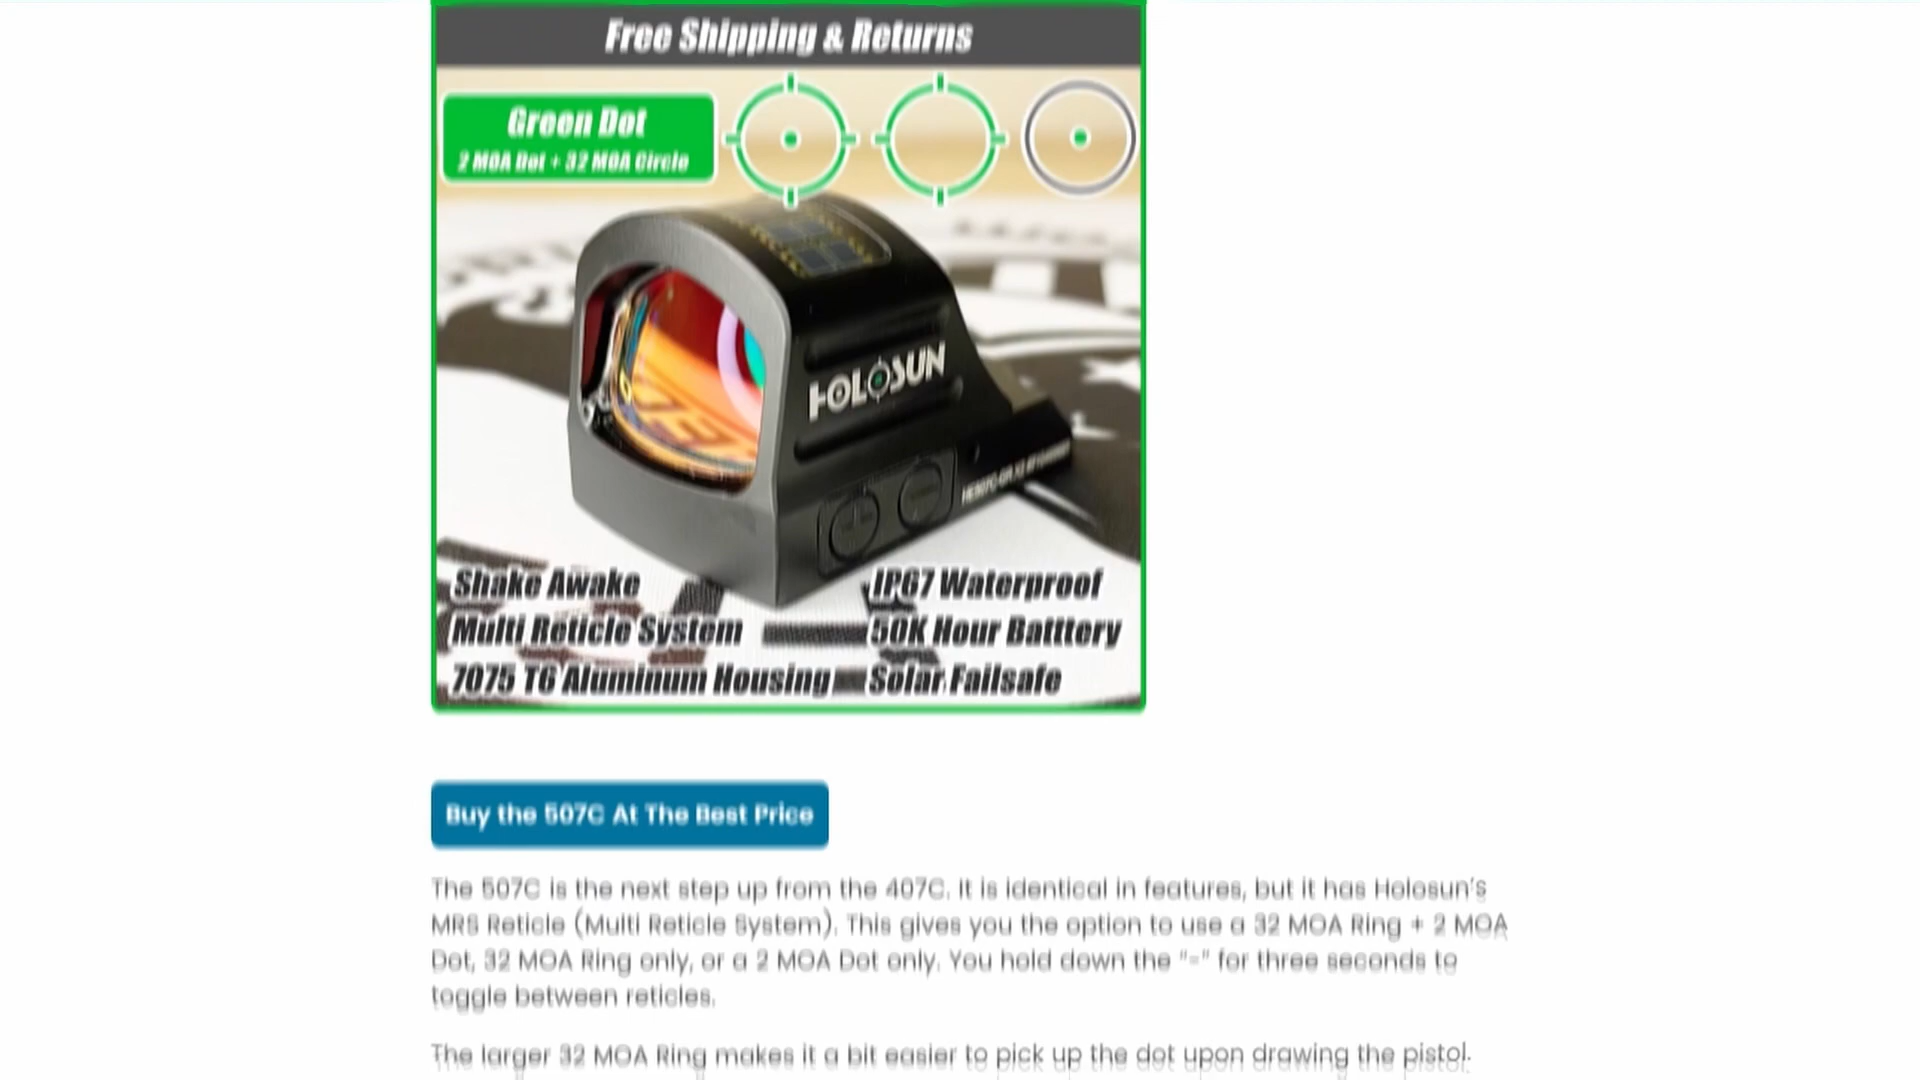 Free Shipping & Returns
Green Dot
2 MOA Dot + 32 MOA Circle
HOLOSUN
Shake Awake
IP67 Waterproof
Multi Reticle System
50K Hour Batttery
7075 T6 Aluminum Housing
Solar Failsafe
Buy the 507C At The Best Price
The 507C is the next step up from the 407C. It is identical in features, but it has Holosun's
MRS Reticle (Multi Reticle System). This gives you the option to use a 32 MOA Ring + 2 MOA
Dot, 32 MOA Ring only, or a 2 MOA Dot only. You hold down the "-" for three seconds to
toggle between reticles.
The larger 32 MOA Ring makes it a bit easier to pick up the dot upon drawing the pistol.